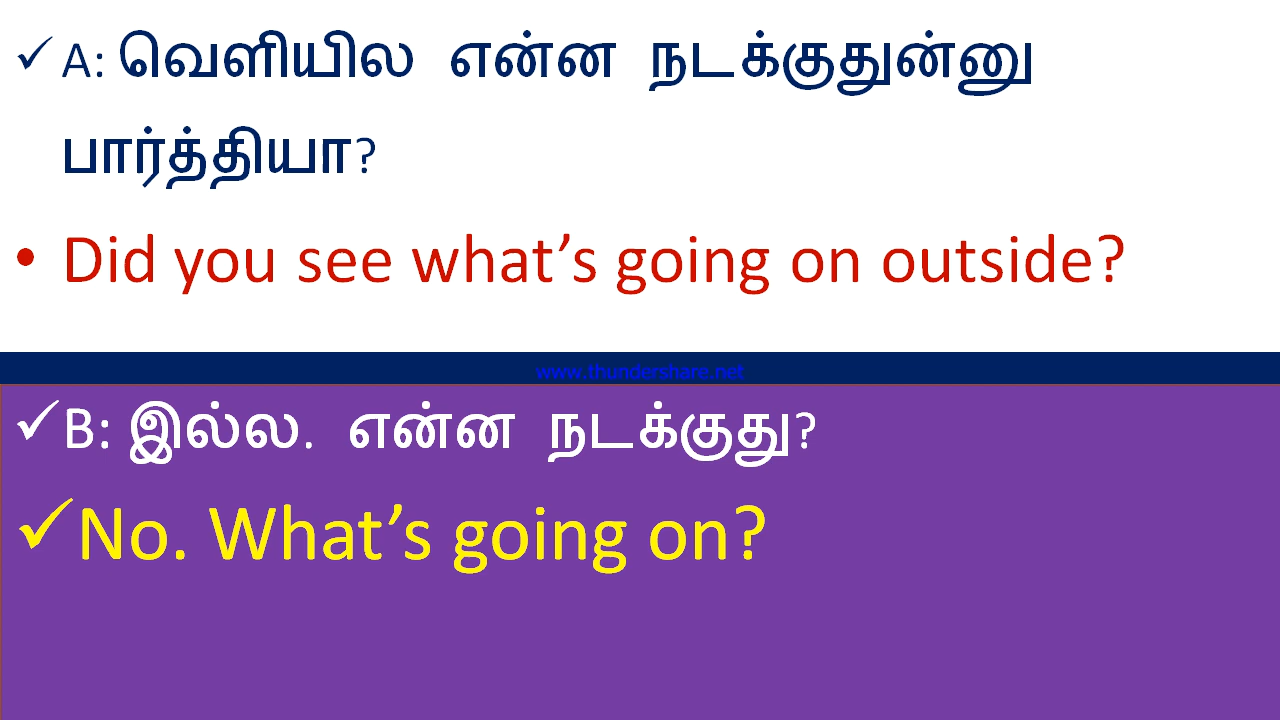 ✓ A: வெளியில என்ன நடக்குதுன்னு
பார்த்தியா?
• Did you see what’s going on outside?
www.thundershare.net
✓B: இல்ல. என்ன நடக்குது?
✓No. What’s going on?